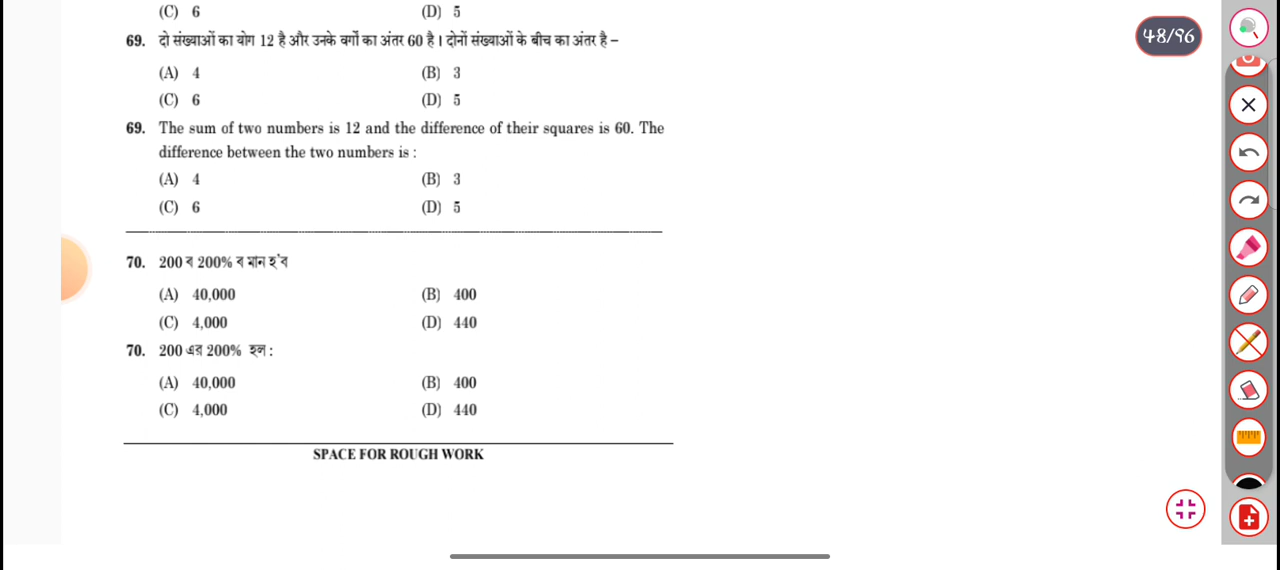 (C) 6 (D) 5
48/96
69. दो संख्याओं का योग 12 है और उनके वर्गों का अंतर 60 है। दोनों संख्याओं के बीच का अंतर है –
(A) 4 (B) 3
(C) 6 (D) 5
69. The sum of two numbers is 12 and the difference of their squares is 60. The
difference between the two numbers is :
(A) 4 (B) 3
(C) 6 (D) 5
70. 200 ৰ 200% ৰ মান হ'ব
(A) 40,000 (B) 400
(C) 4,000 (D) 440
70. 200 এর 200% হল :
(A) 40,000 (B) 400
(C) 4,000 (D) 440
SPACE FOR ROUGH WORK